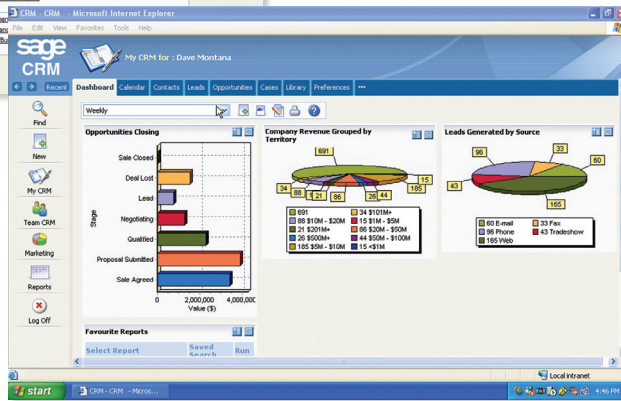 CRM - CRM - Microsoft Internet Explorer
File Edit View Favorites Tools Help
sage
CRM
My CRM for : Dave Montana
Recent
Dashboard Calendar Contacts Leads Opportunities Cases Library Preferences •••
Weekly
Find
New
My CRM
Team CRM
Marketing
Reports
Log Off
Opportunities Closing
Sale Closed
Deal Lost
Lead
Negotiating
Qualified
Proposal Submitted
Sale Agreed
Stage
0 2,000,000 4,000,000
Value ($)
Company Revenue Grouped by
Territory
691
15
34 88 21 86 26 44 185
691 34 $101M+
88 $10M - $20M 15 $1M - $5M
21 $201M+ 86 $20M - $50M
26 $500M+ 44 $50M - $100M
185 $5M - $10M 15 <$1M
Leads Generated by Source
96 33 60
43
165
60 E-mail 33 Fax
96 Phone 43 Tradeshow
185 Web
Favourite Reports
Select Report Saved Search Run
Local intranet
start CRM - CRM - Micros... 4:46 PM